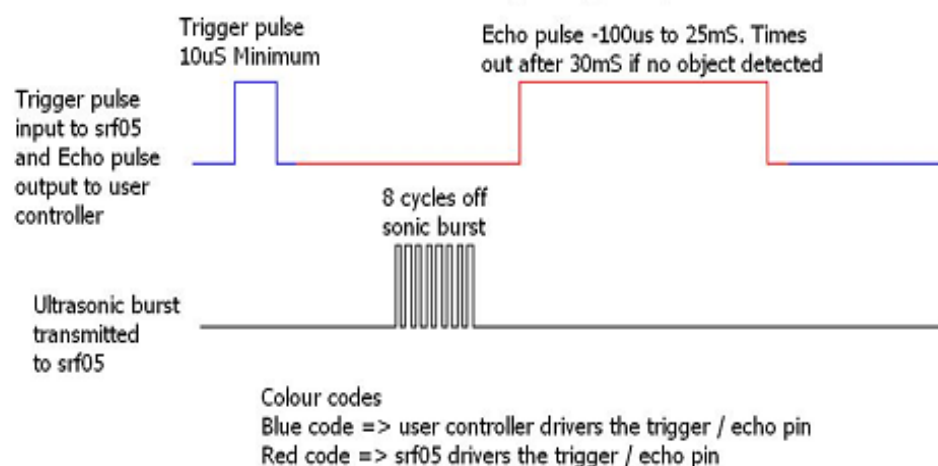 Trigger pulse
10uS Minimum
Echo pulse -100us to 25mS. Times
out after 30mS if no object detected
Trigger pulse
input to srf05
and Echo pulse
output to user
controller
8 cycles off
sonic burst
Ultrasonic burst
transmitted
to srf05
Colour codes
Blue code => user controller drivers the trigger / echo pin
Red code => srf05 drivers the trigger / echo pin